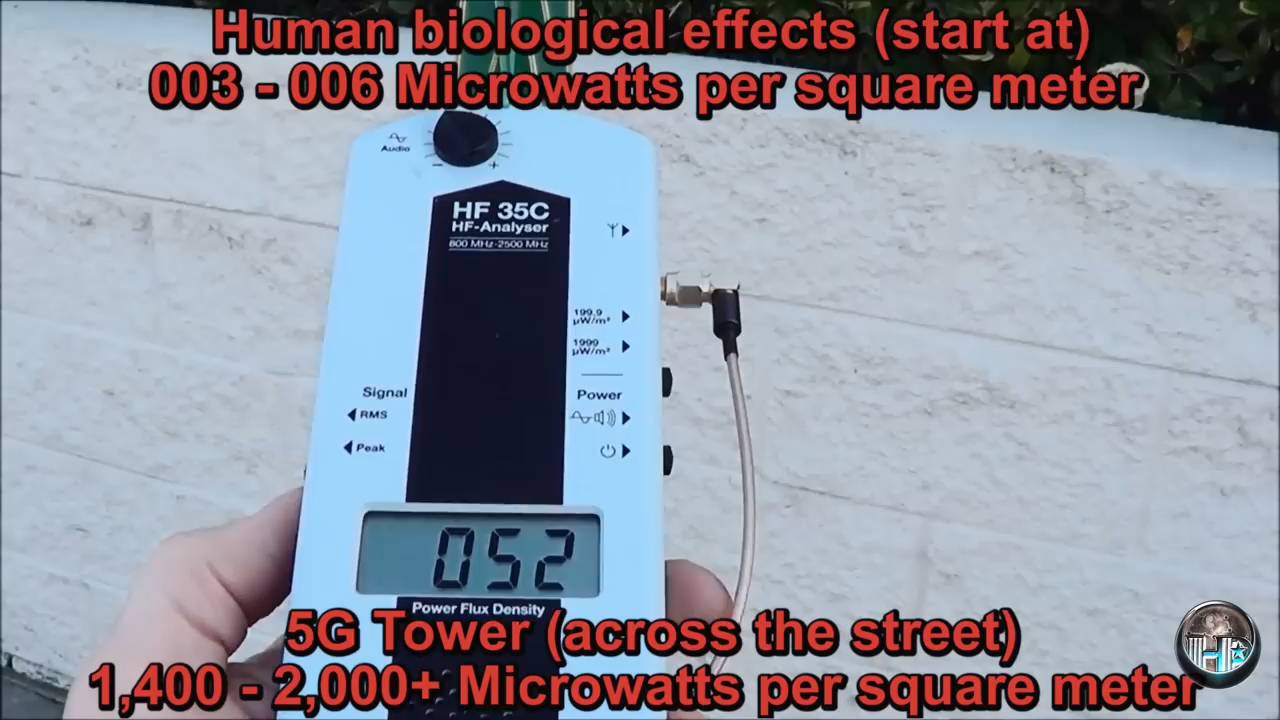 Human biological effects (start at)
003 - 006 Microwatts per square meter
Audio
- +
HF 35C
HF-Analyser
800 MHz-2500 MHz
199,9
µW/m²
1999
µW/m²
Signal
Power
RMS
Peak
052
Power Flux Density
5G Tower (across the street)
1,400 - 2,000+ Microwatts per square meter